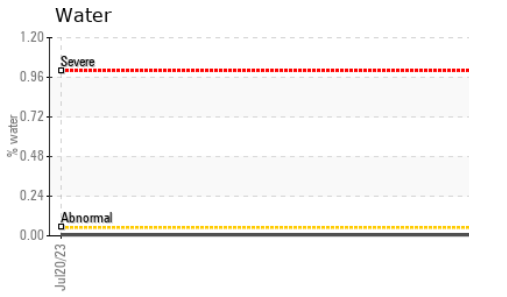 Water
1.20
Severe
0.96
0.72
% water
0.48
0.24
Abnormal
0.00
Jul20/23